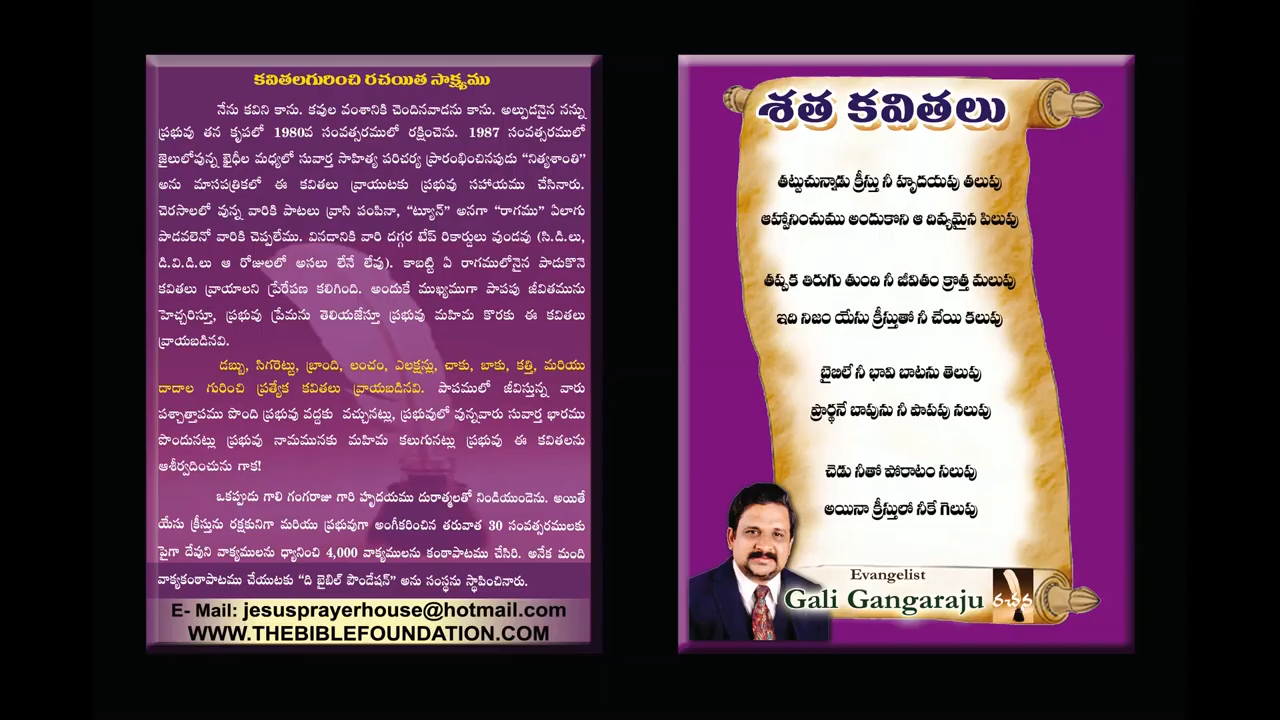 కవితలగురించి రచయిత సాక్ష్యము
నేను కవిని కాను. కవుల వంశానికి చెందినవాడను కాను. అల్పుడనైన నన్ను
ప్రభువు తన కృపలో 1980వ సంవత్సరములో రక్షించెను. 1987 సంవత్సరములో
జైలులోవున్న ఖైధీల మధ్యలో సువార్త సాహిత్య పరిచర్య ప్రారంభించినపుడు “నిత్యశాంతి”
అను మాసపత్రికలో ఈ కవితలు వ్రాయుటకు ప్రభువు సహాయము చేసినారు.
చెరసాలలో వున్న వారికి పాటలు వ్రాసి పంపినా, “ట్యూన్” అనగా “రాగము” ఏలాగు
పాడవలెనో వారికి చెప్పలేము. వినడానికి వారి దగ్గర టేప్ రికార్డులు వుండవు (సి.డి.లు,
డి.వి.డి.లు ఆ రోజులలో అసలు లేనే లేవు). కాబట్టి ఏ రాగములోనైన పాడుకొనె
కవితలు వ్రాయాలని ప్రేరేపణ కలిగింది. అందుకే ముఖ్యముగా పాపపు జీవితమును
హెచ్చరిస్తూ, ప్రభువు ప్రేమను తెలియజేస్తూ ప్రభువు మహిమ కొరకు ఈ కవితలు
వ్రాయబడినవి.
డబ్బు, సిగరెట్టు, బ్రాంది, లంచం, ఎలక్షన్లు, చాకు, బాకు, కత్తి, మరియు
దాదాల గురించి ప్రత్యేక కవితలు వ్రాయబడినవి. పాపములో జీవిస్తున్న వారు
పశ్చాత్తాపము పొంది ప్రభువు వద్దకు వచ్చునట్లు, ప్రభువులో వున్నవారు సువార్త భారము
పొందునట్లు ప్రభువు నామమునకు మహిమ కలుగునట్లు ప్రభువు ఈ కవితలను
ఆశీర్వదించును గాక!
ఒకప్పుడు గాలి గంగరాజు గారి హృదయము దురాత్మలతో నిండియుండెను. అయితే
యేసు క్రీస్తును రక్షకునిగా మరియు ప్రభువుగా అంగీకరించిన తరువాత 30 సంవత్సరములకు
పైగా దేవుని వాక్యములను ధ్యానించి 4,000 వాక్యములను కంఠాపాటము చేసిరి. అనేక మంది
వాక్యకంఠాపాటము చేయుటకు “ది బైబిల్ పౌండేషన్” అను సంస్థను స్థాపించినారు.
E- Mail: jesusprayerhouse@hotmail.com
WWW.THEBIBLEFOUNDATION.COM
శత కవితలు
తట్టుచున్నాడు క్రీస్తు నీ హృదయపు తలుపు
ఆహ్వానించుము అందుకొని ఆ దివ్యమైన పిలుపు
తప్పక తిరుగు తుంది నీ జీవితం క్రొత్త మలుపు
ఇది నిజం యేసు క్రీస్తుతో నీ చేయి కలుపు
బైబిలే నీ భావి బాటను తెలుపు
ప్రార్థనే బాపును నీ పాపపు నలుపు
చెడు నీతో పోరాటం సలుపు
అయినా క్రీస్తులో నీకే గెలుపు
Evangelist
Gali Gangaraju రచన